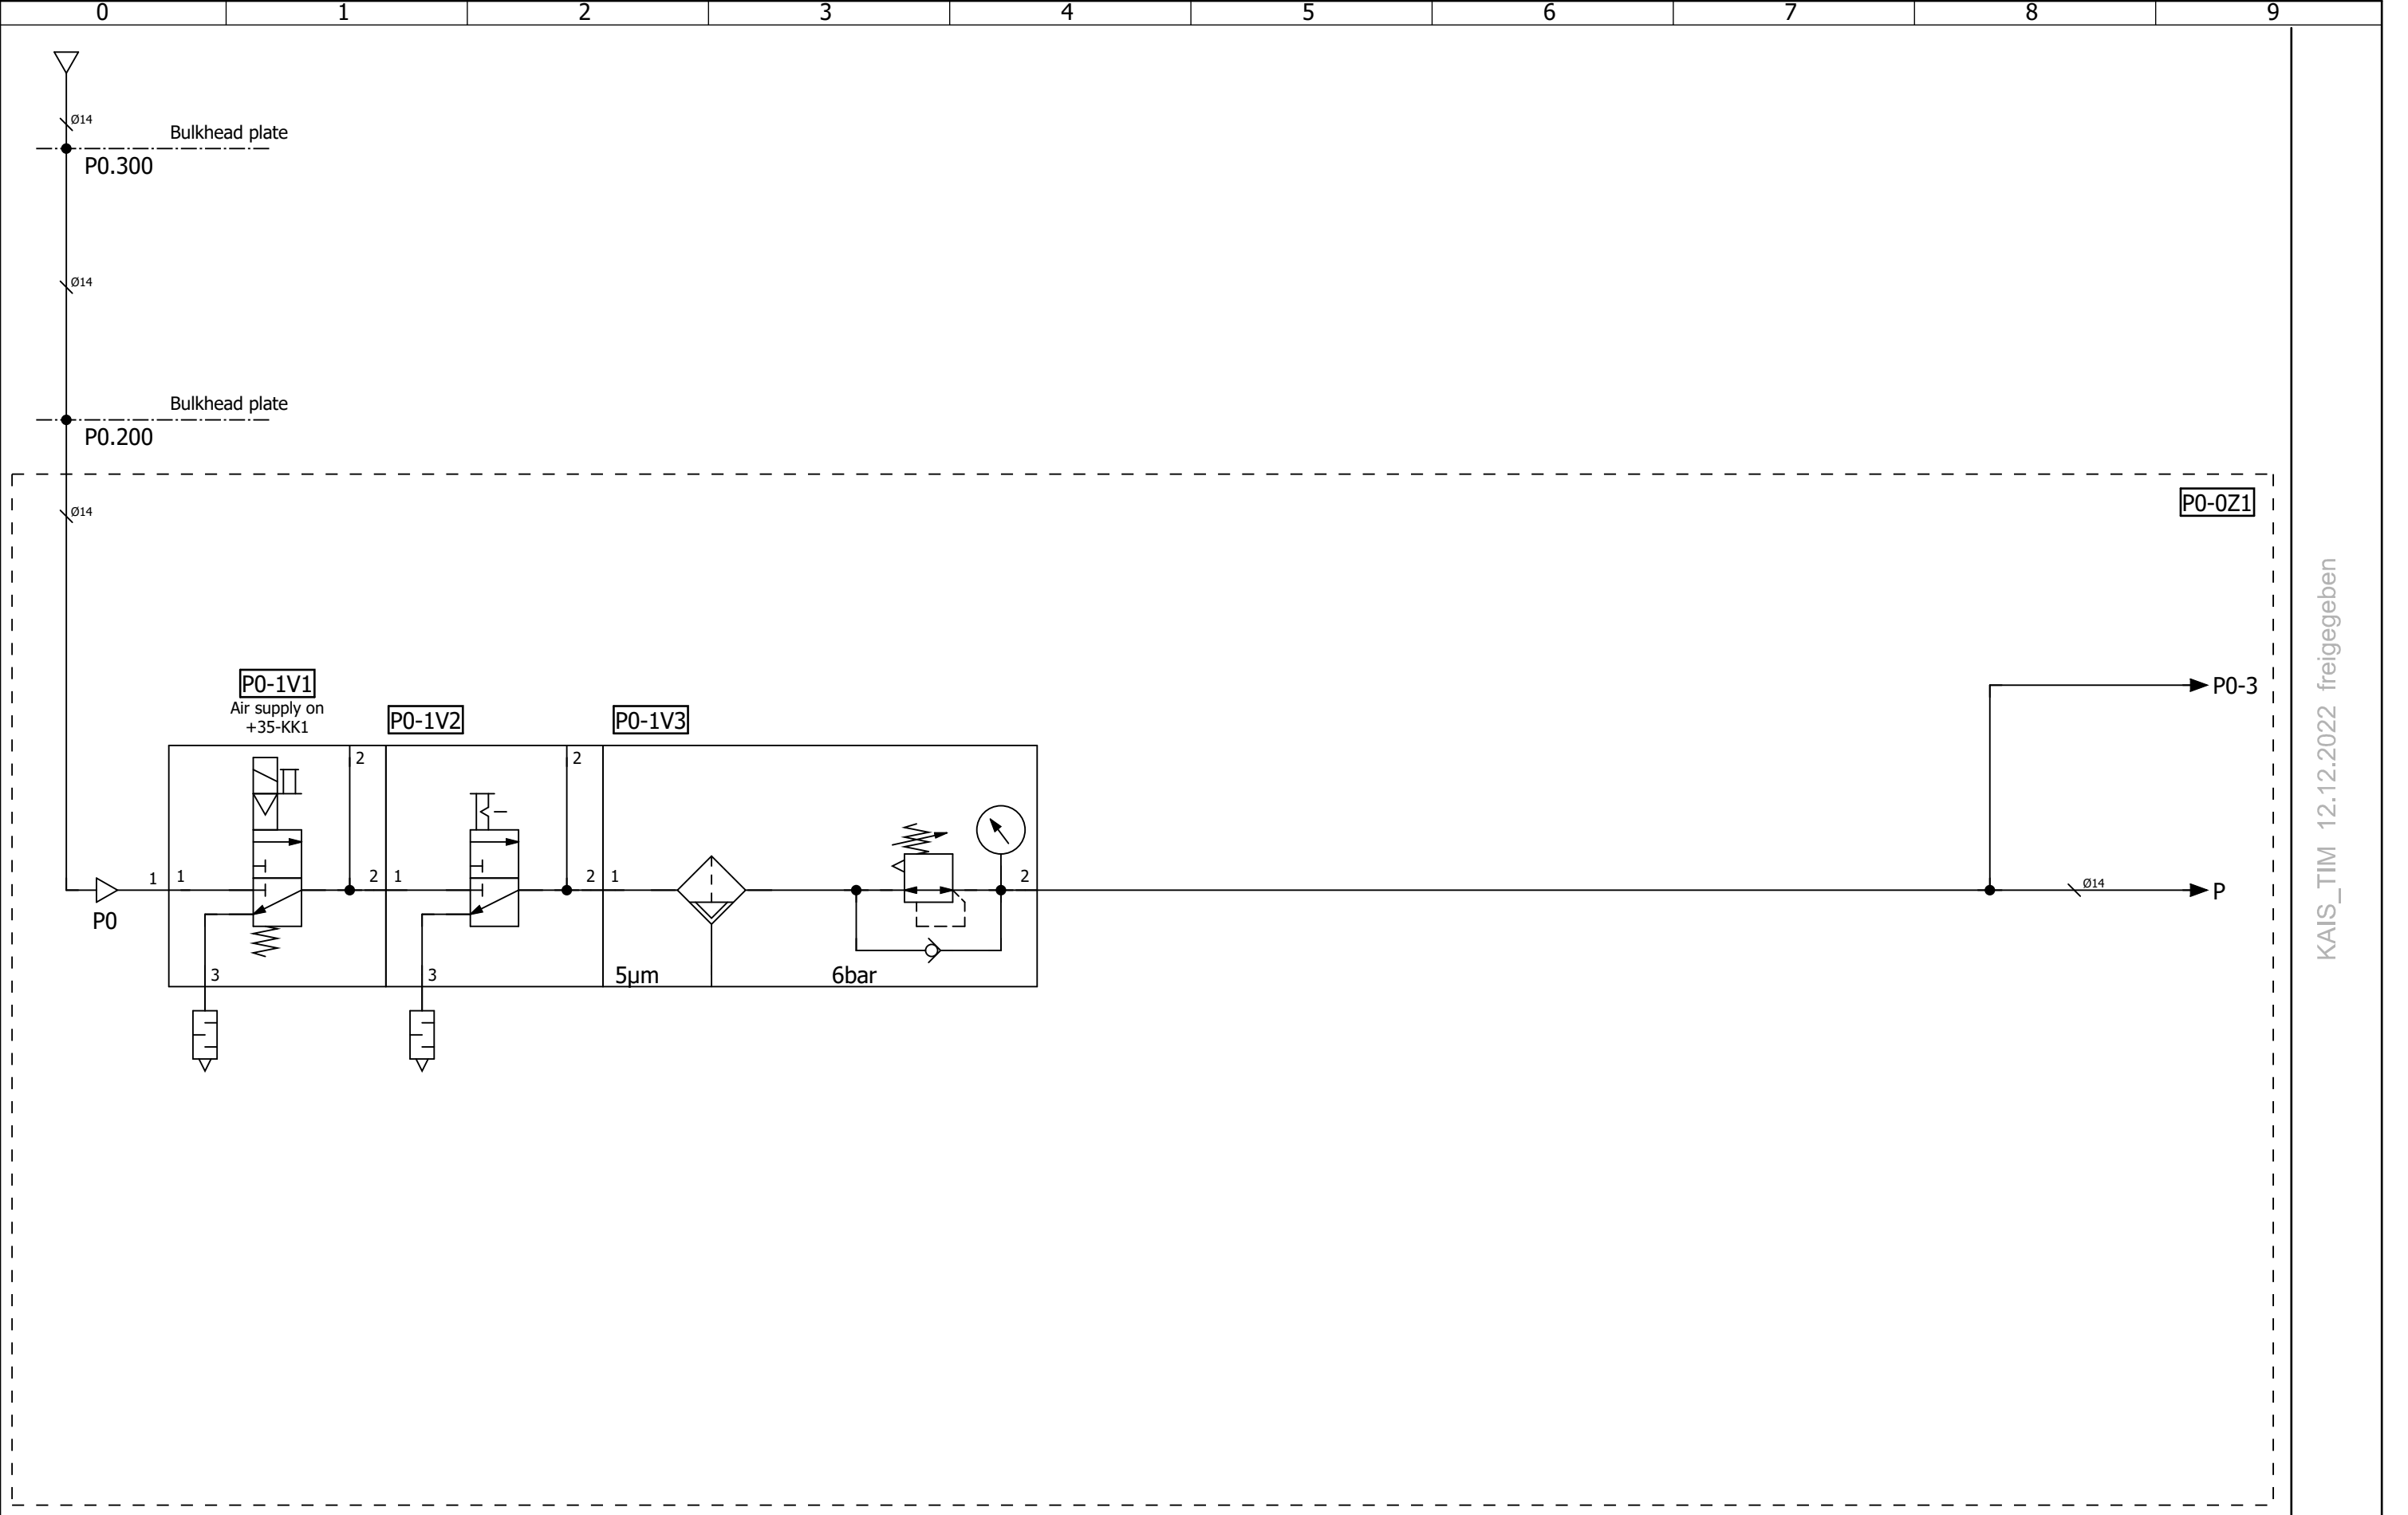 0 1 2 3 4 5 6 7 8 9
Ø14
Bulkhead plate
P0.300
Ø14
Bulkhead plate
P0.200
Ø14
P0-0Z1
P0-1V1
Air supply on
+35-KK1
P0-1V2
P0-1V3
P0-3
2 2
1 1 2 1 2 1 2
Ø14
P
P0
3 3
5µm
6bar
KAIS_TIM 12.12.2022 freigegeben